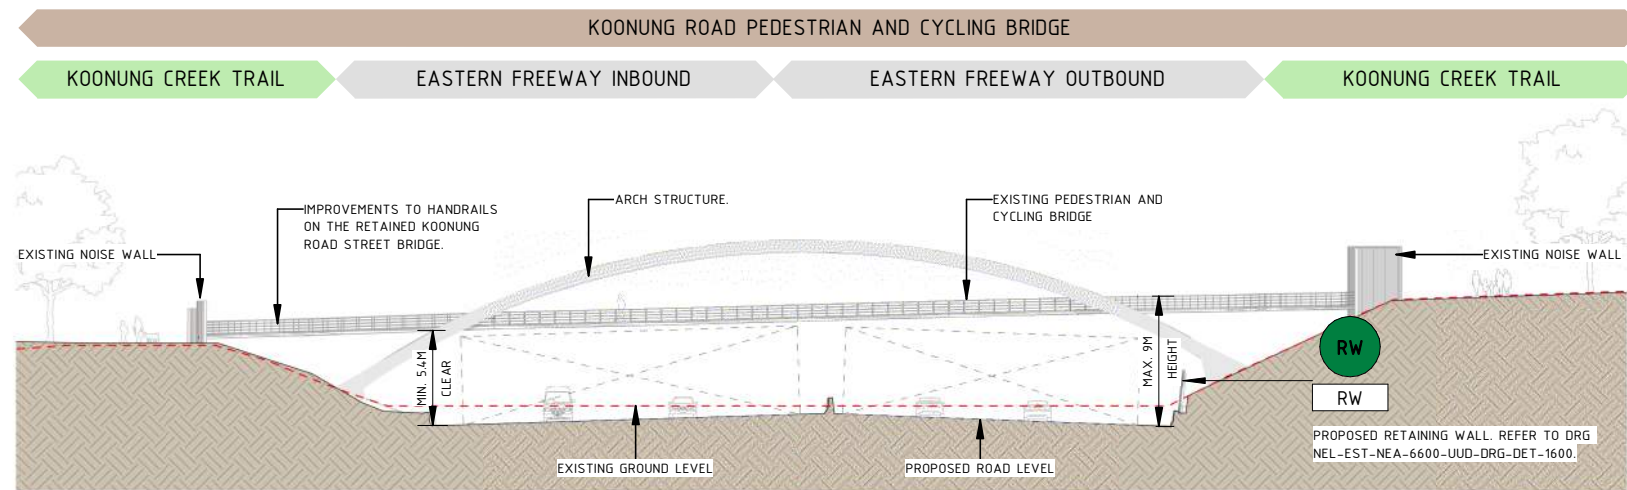 KOONUNG ROAD PEDESTRIAN AND CYCLING BRIDGE
KOONUNG CREEK TRAIL
EASTERN FREEWAY INBOUND
EASTERN FREEWAY OUTBOUND
KOONUNG CREEK TRAIL
EXISTING NOISE WALL
IMPROVEMENTS TO HANDRAILS
ON THE RETAINED KOONUNG
ROAD STREET BRIDGE.
ARCH STRUCTURE.
EXISTING PEDESTRIAN AND
CYCLING BRIDGE
EXISTING NOISE WALL
MIN. 5.4M
CLEAR
MAX. 9M
HEIGHT
RW
RW
EXISTING GROUND LEVEL
PROPOSED ROAD LEVEL
PROPOSED RETAINING WALL. REFER TO DRG
NEL-EST-NEA-6600-UUD-DRG-DET-1600.